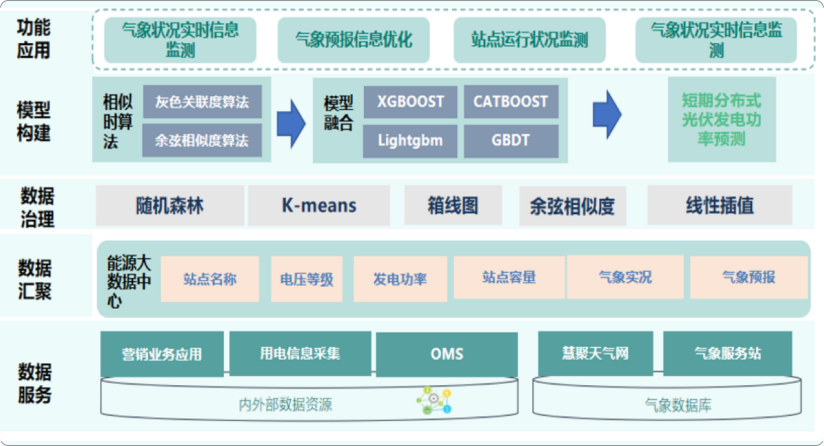 功能
应用
气象状况实时信息
监测
气象预报信息优化
站点运行状况监测
气象状况实时信息监
测
模型
构建
相似
时算
法
灰色关联度算法
余弦相似度算法
模型
融合
XGBOOST
CATBOOST
Lightgbm
GBDT
短期分布式
光伏发电功
率预测
数据
治理
随机森林
K-means
箱线图
余弦相似度
线性插值
数据
汇聚
能源大
数据中
心
站点名称
电压等级
发电功率
站点容量
气象实况
气象预报
数据
服务
营销业务应用
用电信息采集
OMS
慧聚天气网
气象服务站
内外部数据资源
气象数据库